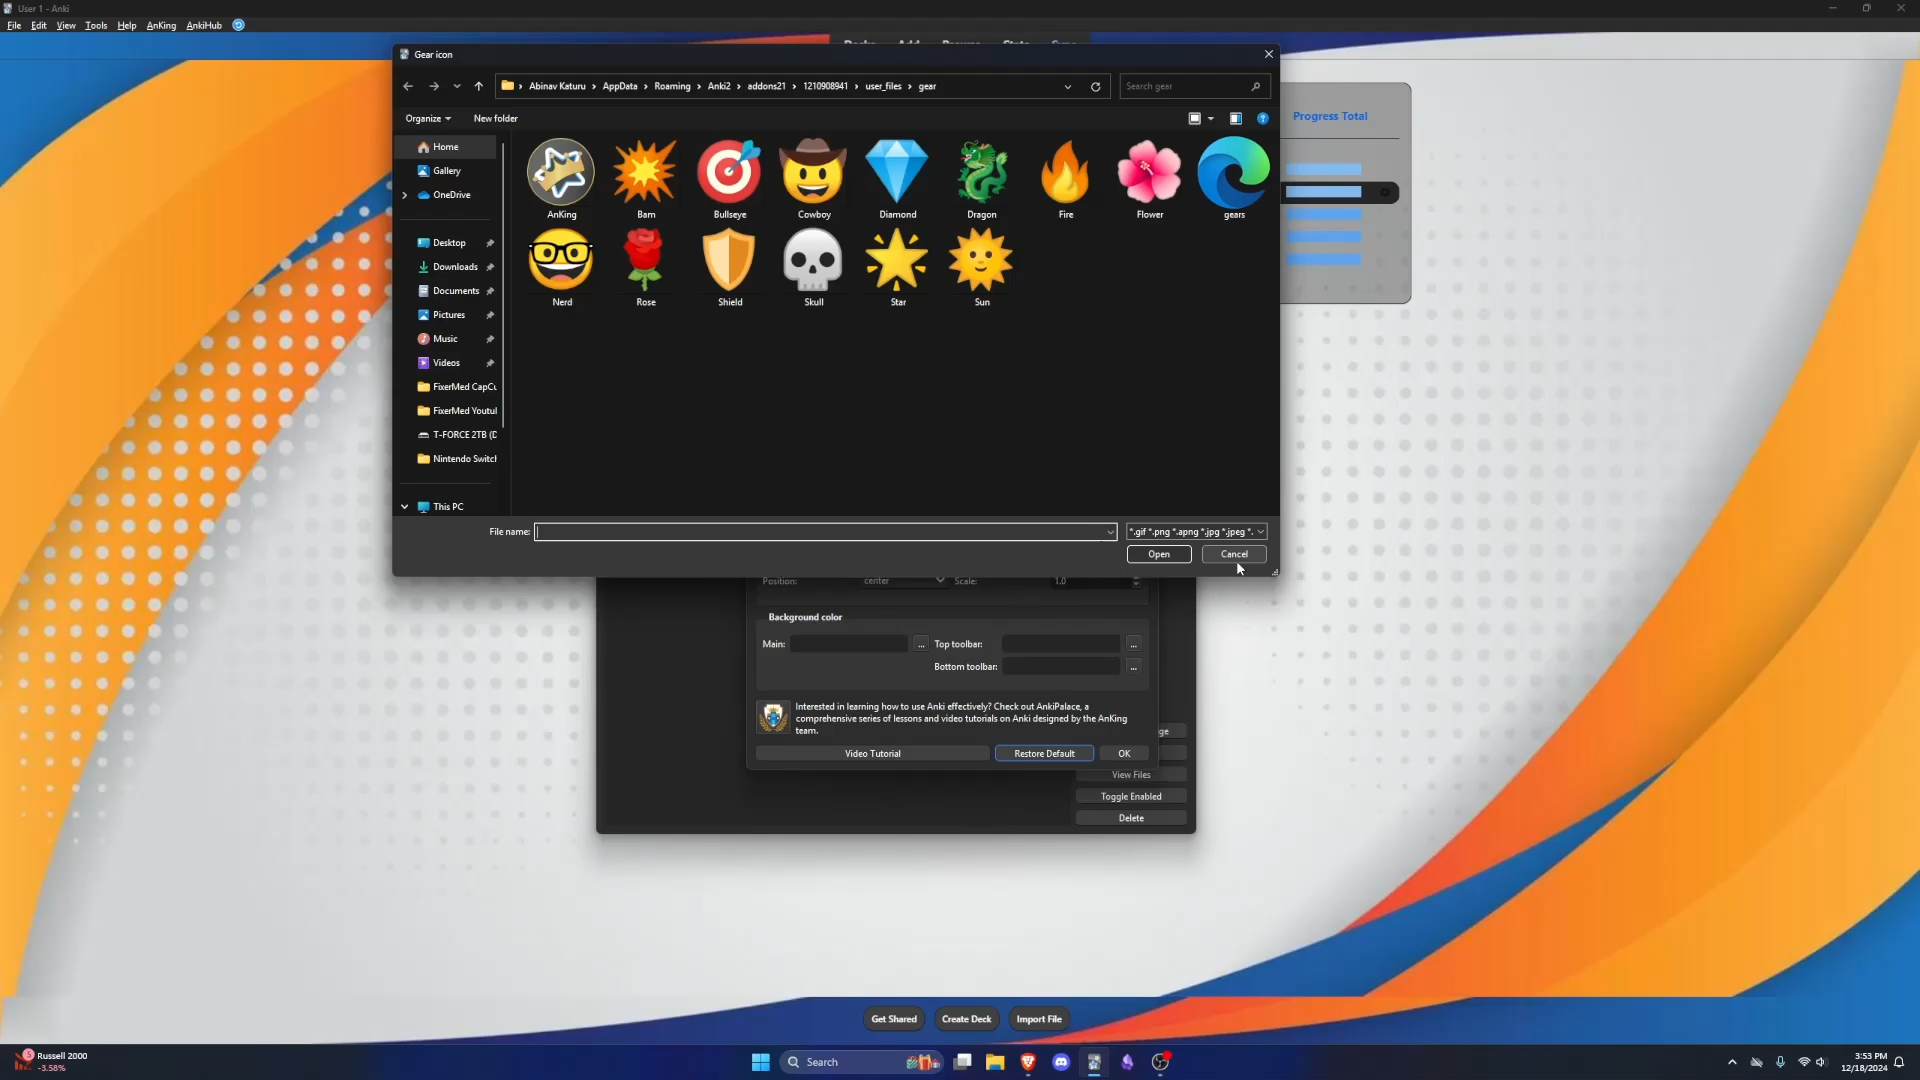 User 1 - Anki
File Edit View Tools Help AnKing AnkiHub
Gear icon
Abinav Katuru > AppData > Roaming > Anki2 > addons21 > 1210908941 > user_files > gear
Search gear
Organize New folder
Progress Total
Home
Gallery
OneDrive
Desktop
Downloads
Documents
Pictures
Music
Videos
FixerMed CapCu
FixerMed Youtul
T-FORCE 2TB (D
Nintendo Switch
This PC
AnKing Bam Bullseye Cowboy Diamond Dragon Fire Flower gears
Nerd Rose Shield Skull Star Sun
File name: *.gif *.png *.apng *.jpg *.jpeg *.
Open Cancel
Position: center Scale: 1.0
Background color
Main: ... Top toolbar: ...
Bottom toolbar: ...
Interested in learning how to use Anki effectively? Check out AnkiPalace, a
comprehensive series of lessons and video tutorials on Anki designed by the AnKing
team.
Video Tutorial Restore Default OK
ge
View Files
Toggle Enabled
Delete
Get Shared Create Deck Import File
Russell 2000
-3.58%
Search
3:53 PM
12/18/2024